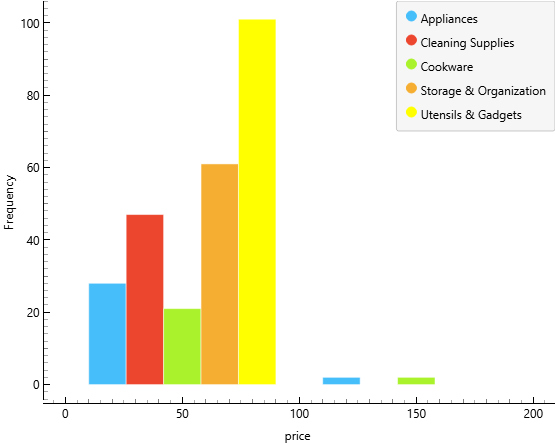 Appliances
Cleaning Supplies
Cookware
Storage & Organization
Utensils & Gadgets
100
80
60
40
20
0
Frequency
0 50 100 150 200
price